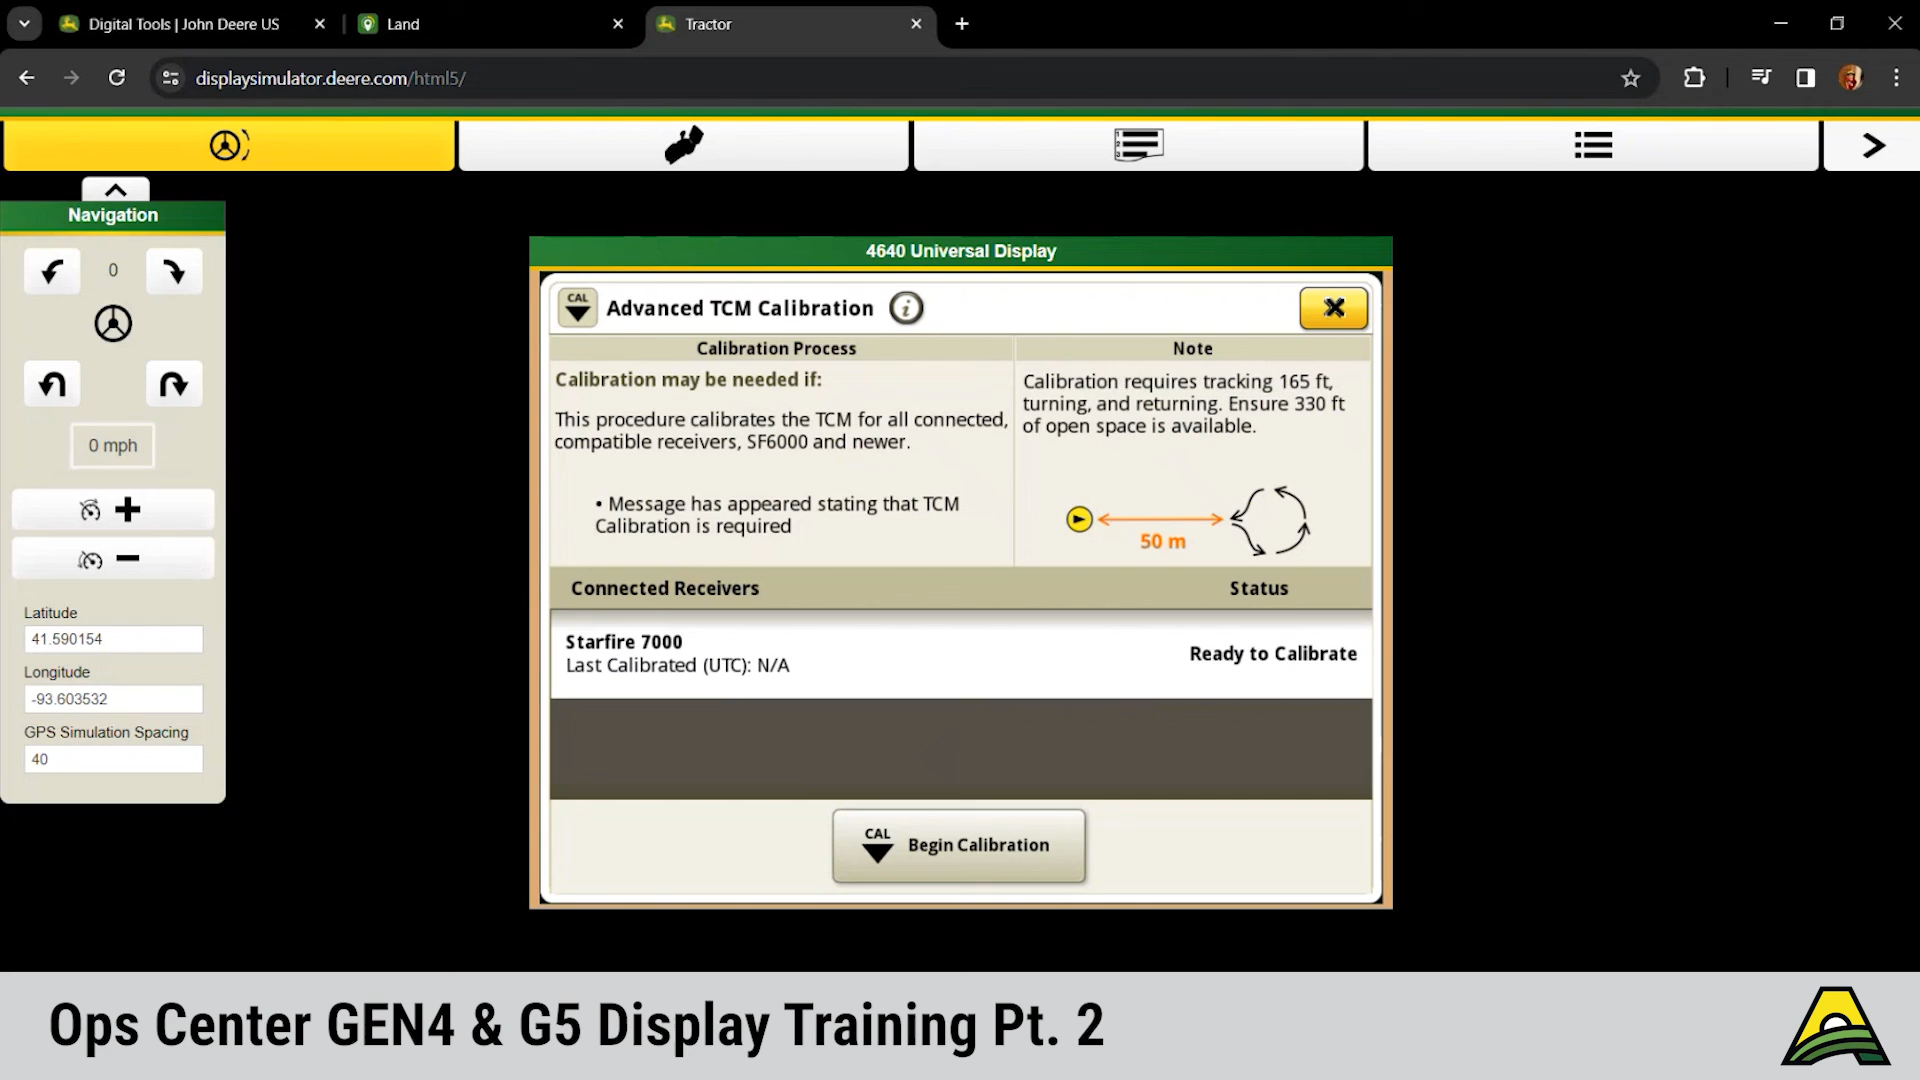 Digital Tools | John Deere US
Land
Tractor
displaysimulator.deere.com/html5/
Navigation
0
0 mph
Latitude
41.590154
Longitude
-93.603532
GPS Simulation Spacing
40
4640 Universal Display
CAL
Advanced TCM Calibration
Calibration Process
Calibration may be needed if:
This procedure calibrates the TCM for all connected,
compatible receivers, SF6000 and newer.
• Message has appeared stating that TCM
Calibration is required
Note
Calibration requires tracking 165 ft,
turning, and returning. Ensure 330 ft
of open space is available.
50 m
Connected Receivers
Status
Starfire 7000
Last Calibrated (UTC): N/A
Ready to Calibrate
CAL
Begin Calibration
Ops Center GEN4 & G5 Display Training Pt. 2